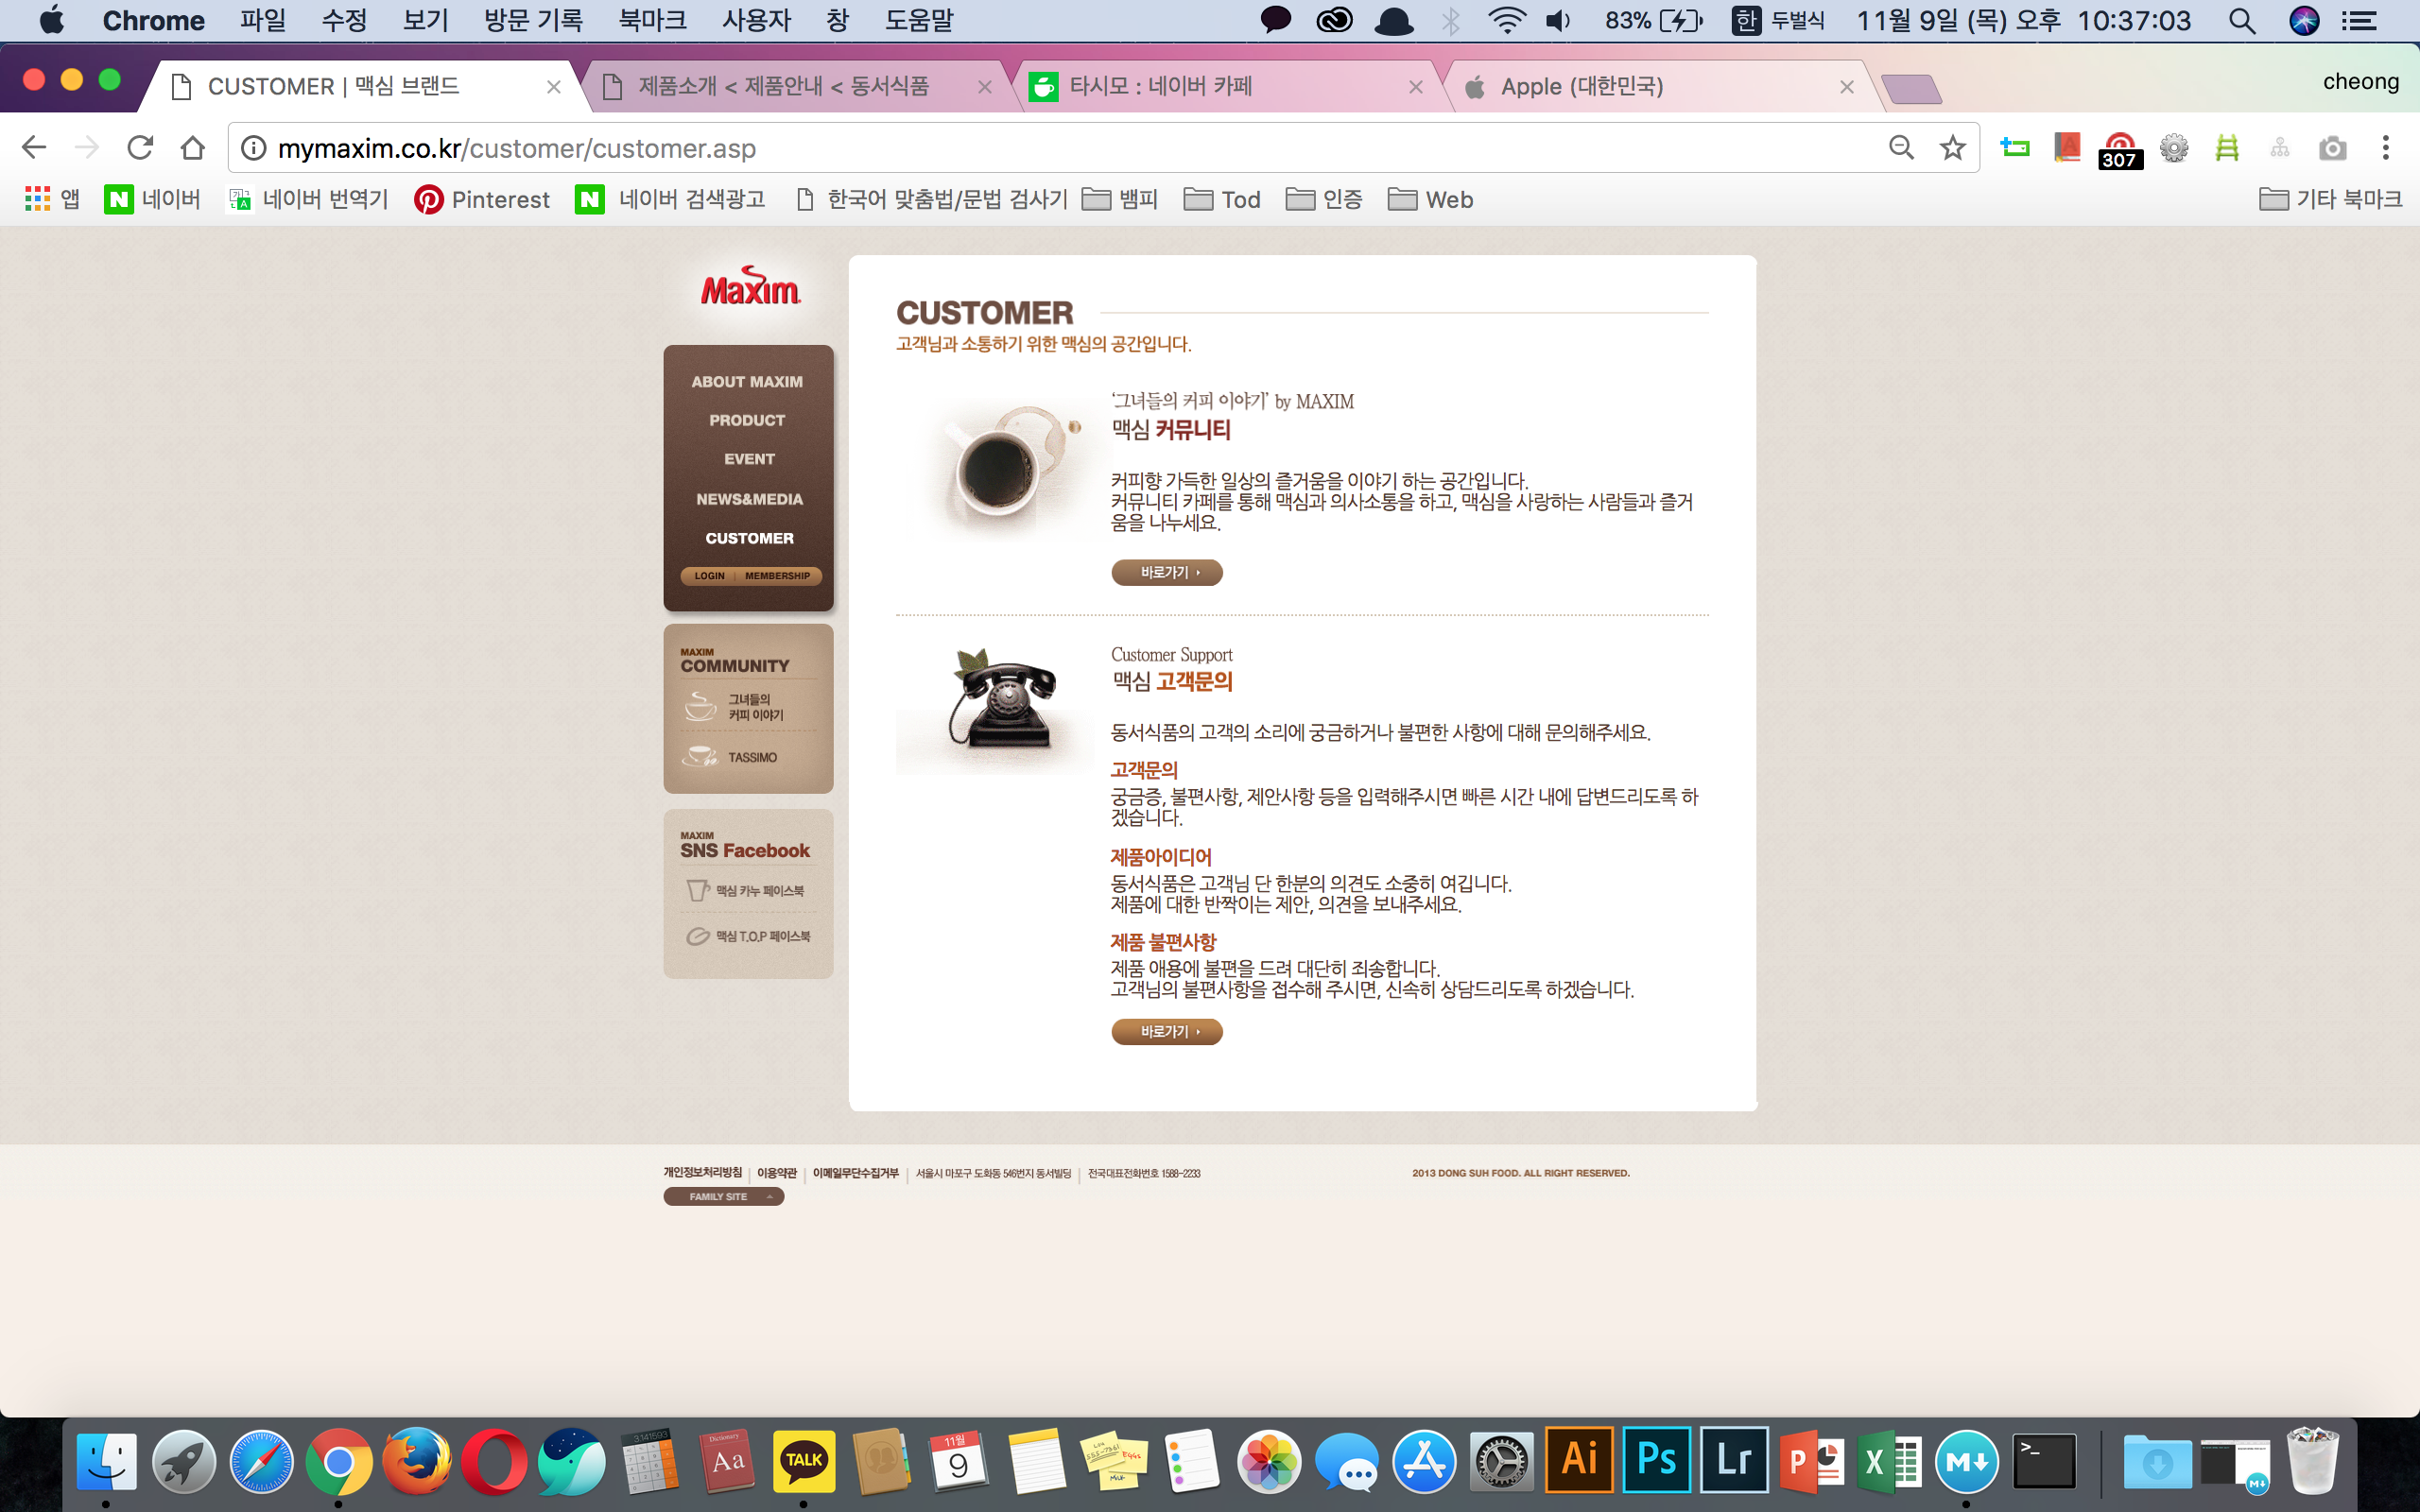 Chrome 파일 수정 보기 방문 기록 북마크 사용자 창 도움말 83% 한 두벌식 11월 9일 (목) 오후 10:37:03
CUSTOMER | 맥심 브랜드 제품소개 < 제품안내 < 동서식품 타시모 : 네이버 카페 Apple (대한민국) cheong
mymaxim.co.kr/customer/customer.asp 307
앱 네이버 네이버 번역기 Pinterest 네이버 검색광고 한국어 맞춤법/문법 검사기 뱀피 Tod 인증 Web 기타 북마크
Maxim
ABOUT MAXIM
PRODUCT
EVENT
NEWS&MEDIA
CUSTOMER
LOGIN | MEMBERSHIP
MAXIM
COMMUNITY
그녀들의
커피 이야기
TASSIMO
MAXIM
SNS Facebook
맥심 카누 페이스북
맥심 T.O.P 페이스북
CUSTOMER
고객님과 소통하기 위한 맥심의 공간입니다.
‘그녀들의 커피 이야기’ by MAXIM
맥심 커뮤니티
커피향 가득한 일상의 즐거움을 이야기 하는 공간입니다.
커뮤니티 카페를 통해 맥심과 의사소통을 하고, 맥심을 사랑하는 사람들과 즐거
움을 나누세요.
바로가기
Customer Support
맥심 고객문의
동서식품의 고객의 소리에 궁금하거나 불편한 사항에 대해 문의해주세요.
고객문의
궁금증, 불편사항, 제안사항 등을 입력해주시면 빠른 시간 내에 답변드리도록 하
겠습니다.
제품아이디어
동서식품은 고객님 단 한분의 의견도 소중히 여깁니다.
제품에 대한 반짝이는 제안, 의견을 보내주세요.
제품 불편사항
제품 애용에 불편을 드려 대단히 죄송합니다.
고객님의 불편사항을 접수해 주시면, 신속히 상담드리도록 하겠습니다.
바로가기
개인정보처리방침 | 이용약관 | 이메일무단수집거부 | 서울시 마포구 도화동 546번지 동서빌딩 | 전국대표전화번호 1588-2233 2013 DONG SUH FOOD. ALL RIGHT RESERVED.
FAMILY SITE
3.141593 Dictionary Aa TALK 11월 9 Eggs Milk Ai Ps Lr P X M >_